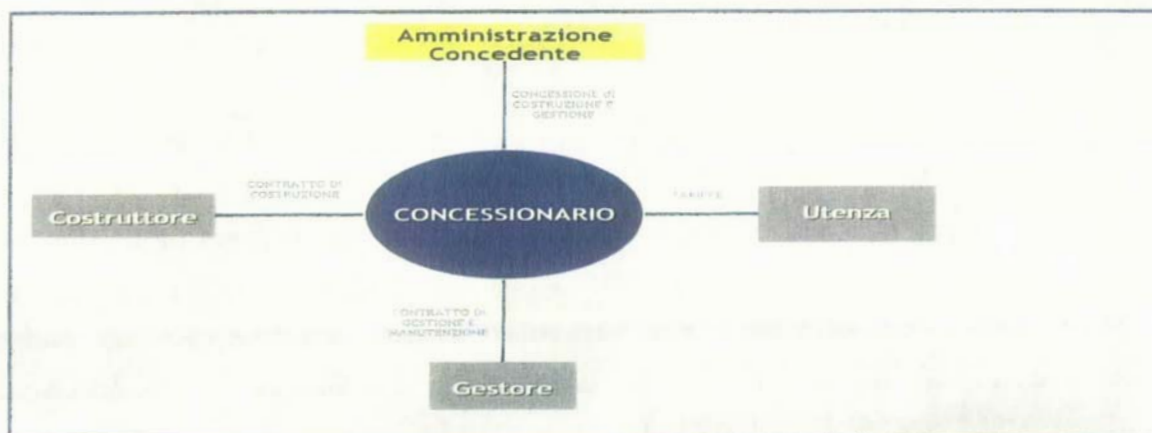 Amministrazione
Concedente
CONCESSIONE DI
COSTRUZIONE E
GESTIONE
CONTRATTO DI
COSTRUZIONE
Costruttore
CONCESSIONARIO
TARIFFE
Utenza
CONTRATTO DI
GESTIONE E
MANUTENZIONE
Gestore